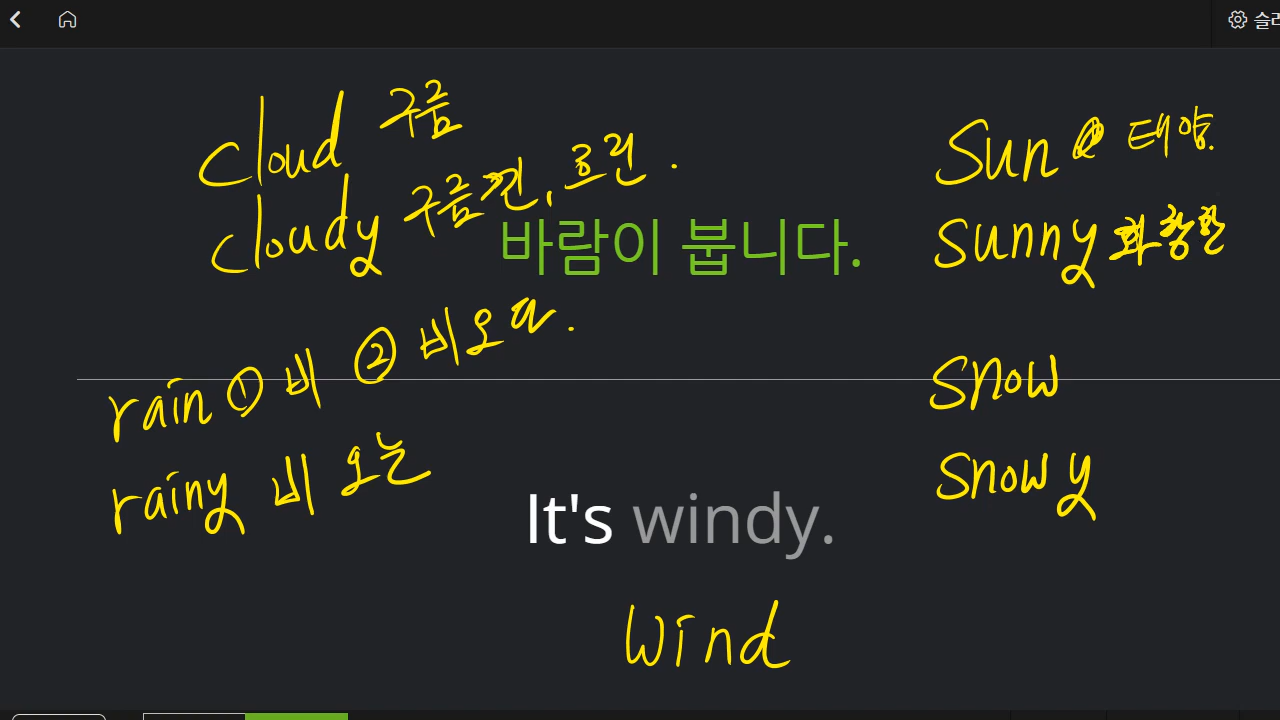 cloud 구름
cloudy 구름낀, 흐린.
바람이 붑니다.
rain ① 비 ② 비오다.
rainy 비 오는
Sun 태양.
sunny 화창한
snow
snowy
It's windy.
wind